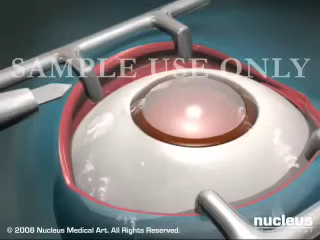 SAMPLE USE ONLY
nucleus
© 2008 Nucleus Medical Art. All Rights Reserved.